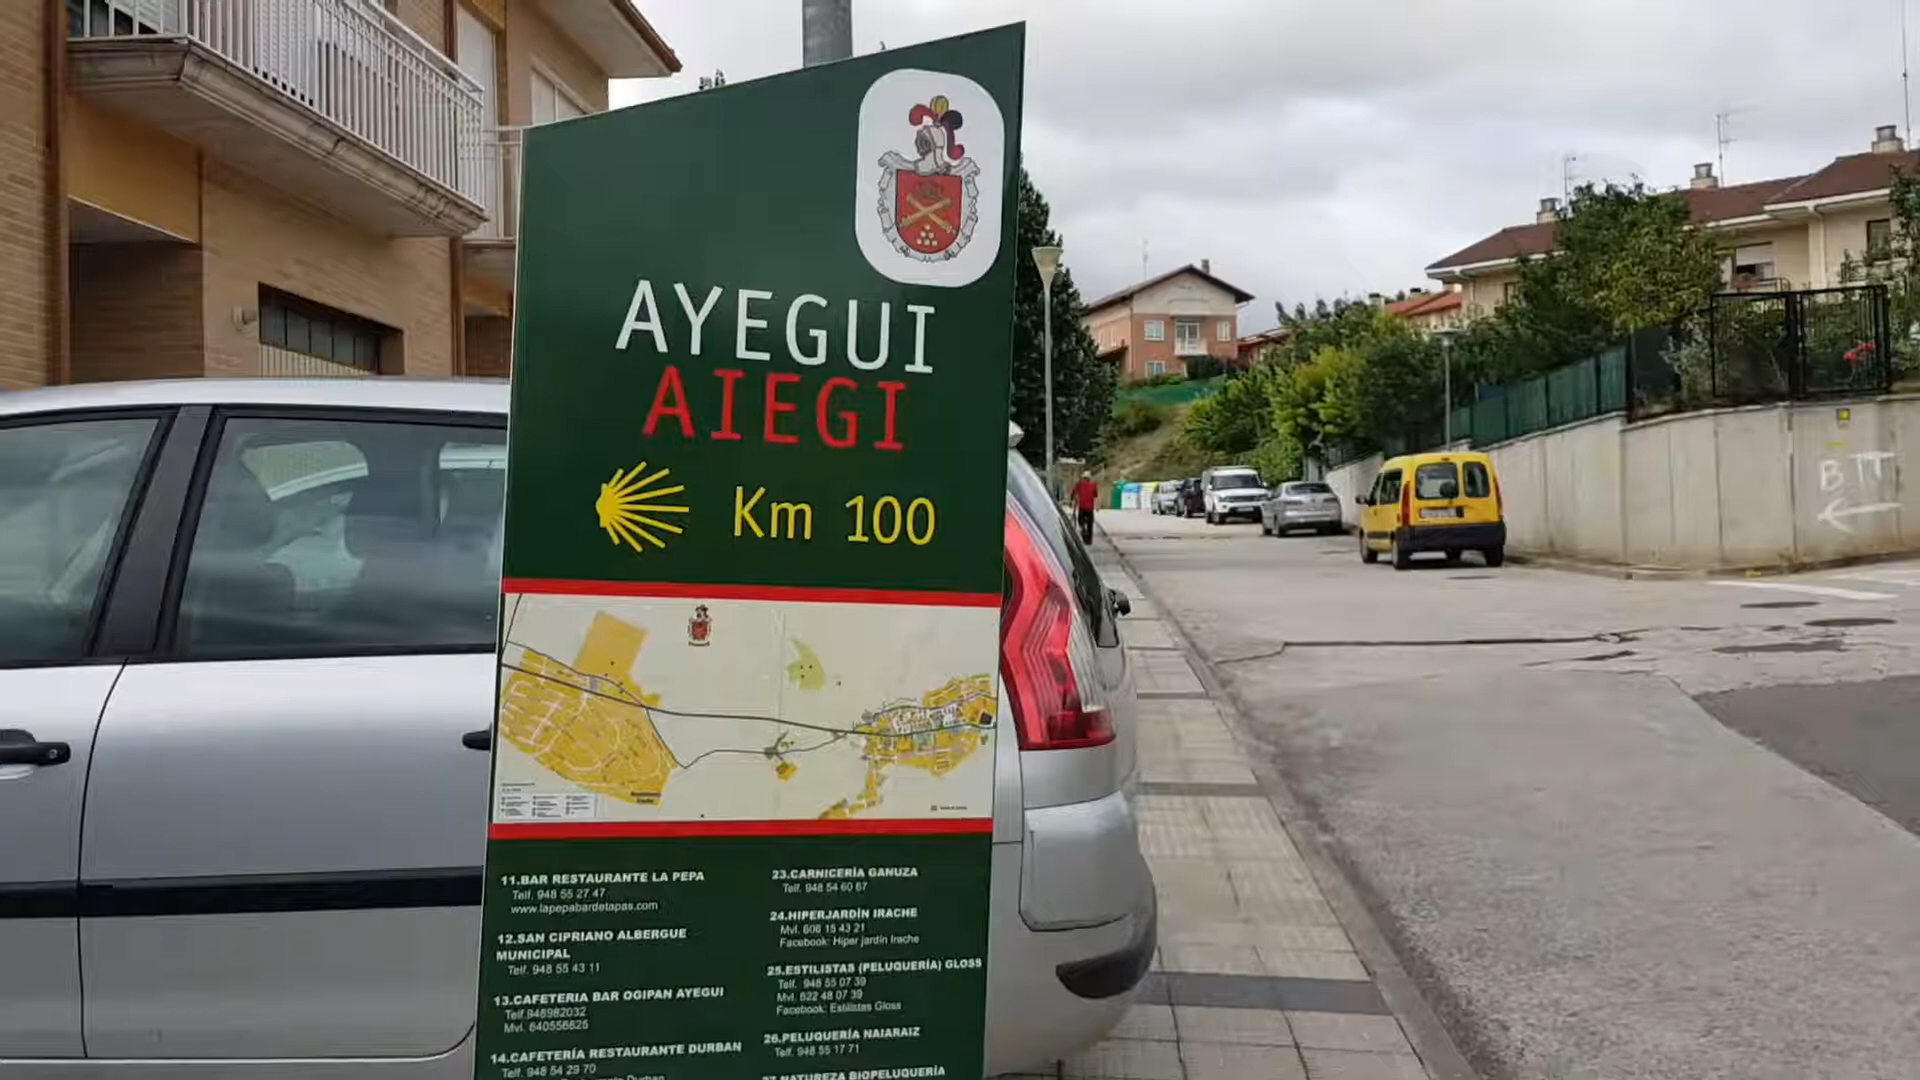 AYEGUI
AIEGI
Km 100
11.BAR RESTAURANTE LA PEPA
Telf. 948 55 27 47
www.lapepabardetapas.com
12.SAN CIPRIANO ALBERGUE
MUNICIPAL
Telf. 948 55 43 11
13.CAFETERIA BAR OGIPAN AYEGUI
Telf.948982032
Mvl. 640556625
14.CAFETERÍA RESTAURANTE DURBAN
Telf. 948 54 29 70
23.CARNICERÍA GANUZA
Telf. 948 54 60 67
24.HIPERJARDÍN IRACHE
Mvl. 606 15 43 21
Facebook: Hiper jardín Irache
25.ESTILISTAS (PELUQUERÍA) GLOSS
Telf. 948 55 07 39
Mvl. 622 48 07 39
Facebook: Estilistas Gloss
26.PELUQUERÍA NAIARAIZ
Telf. 948 55 17 71
27.NATUREZA BIOPELUQUERÍA
BTT